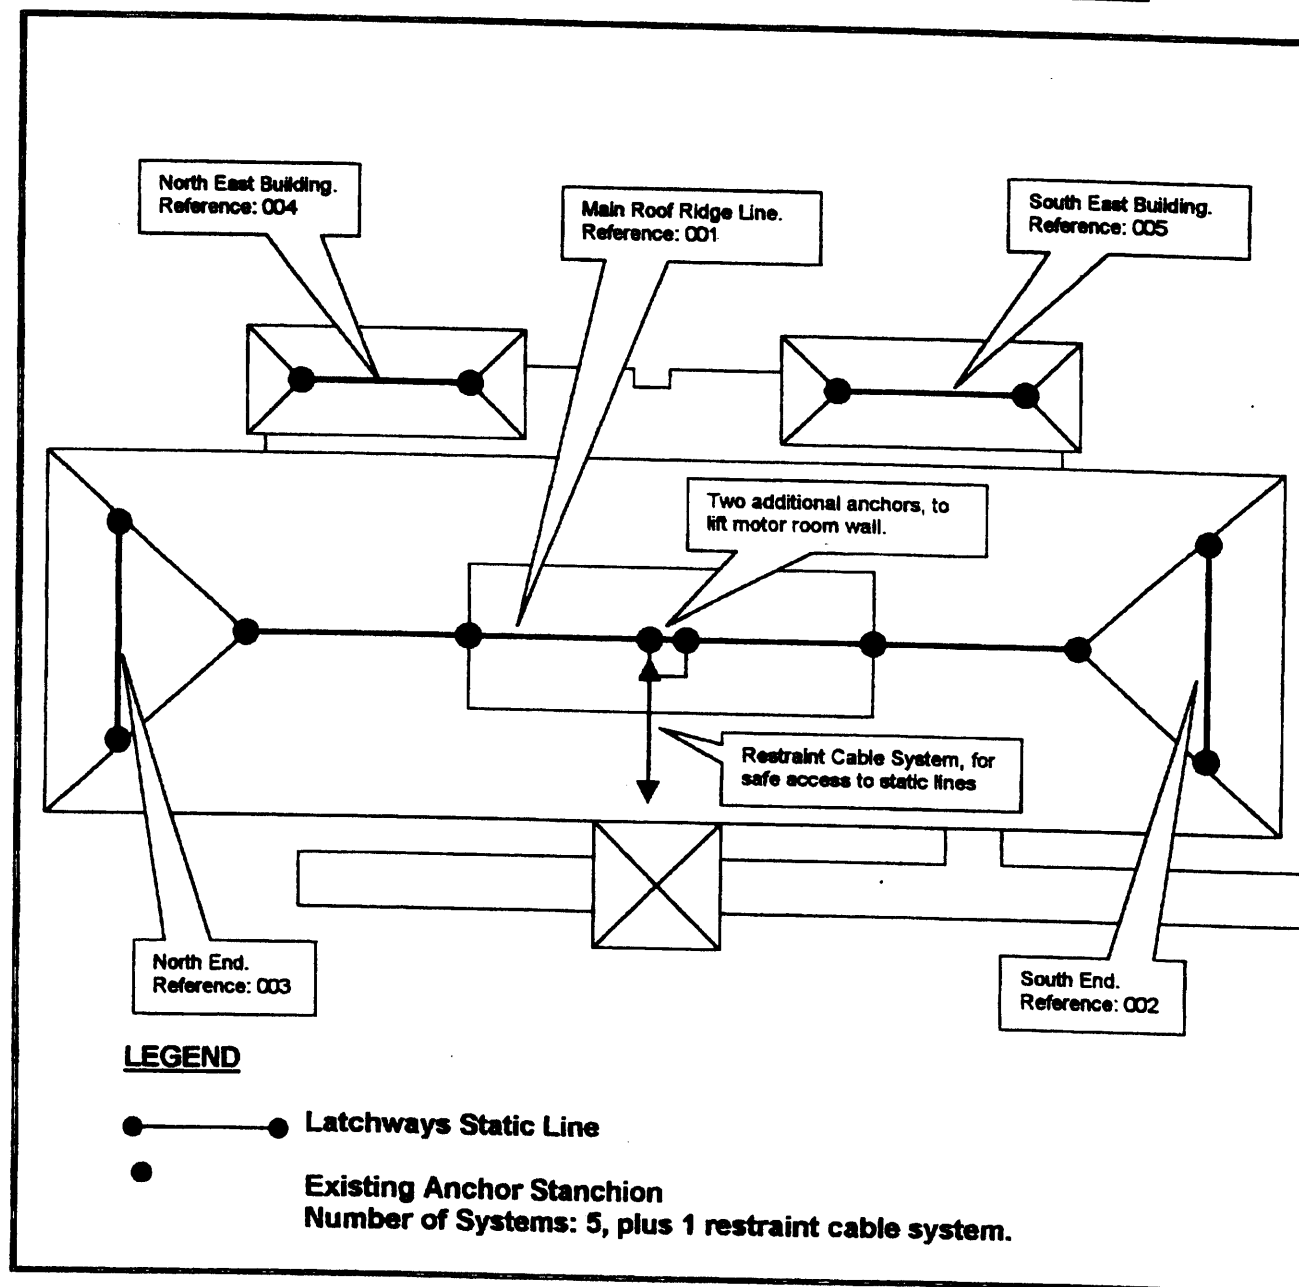 North East Building.
Reference: 004
Main Roof Ridge Line.
Reference: 001
South East Building.
Reference: 005
Two additional anchors, to
lift motor room wall.
Restraint Cable System, for
safe access to static lines
North End.
Reference: 003
South End.
Reference: 002
LEGEND
Latchways Static Line
Existing Anchor Stanchion
Number of Systems: 5, plus 1 restraint cable system.